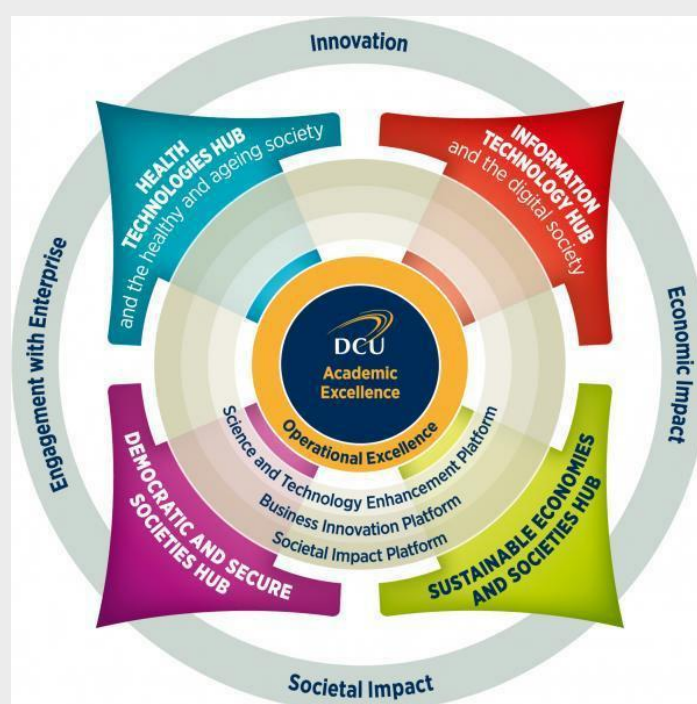 Innovation
HEALTH
TECHNOLOGIES HUB
and the healthy and ageing society
INFORMATION
TECHNOLOGY HUB
and the digital society
Engagement with Enterprise
Economic Impact
DCU
Academic
Excellence
Operational Excellence
Science and Technology Enhancement Platform
Business Innovation Platform
Societal Impact Platform
DEMOCRATIC AND SECURE
SOCIETIES HUB
SUSTAINABLE ECONOMIES
AND SOCIETIES HUB
Societal Impact